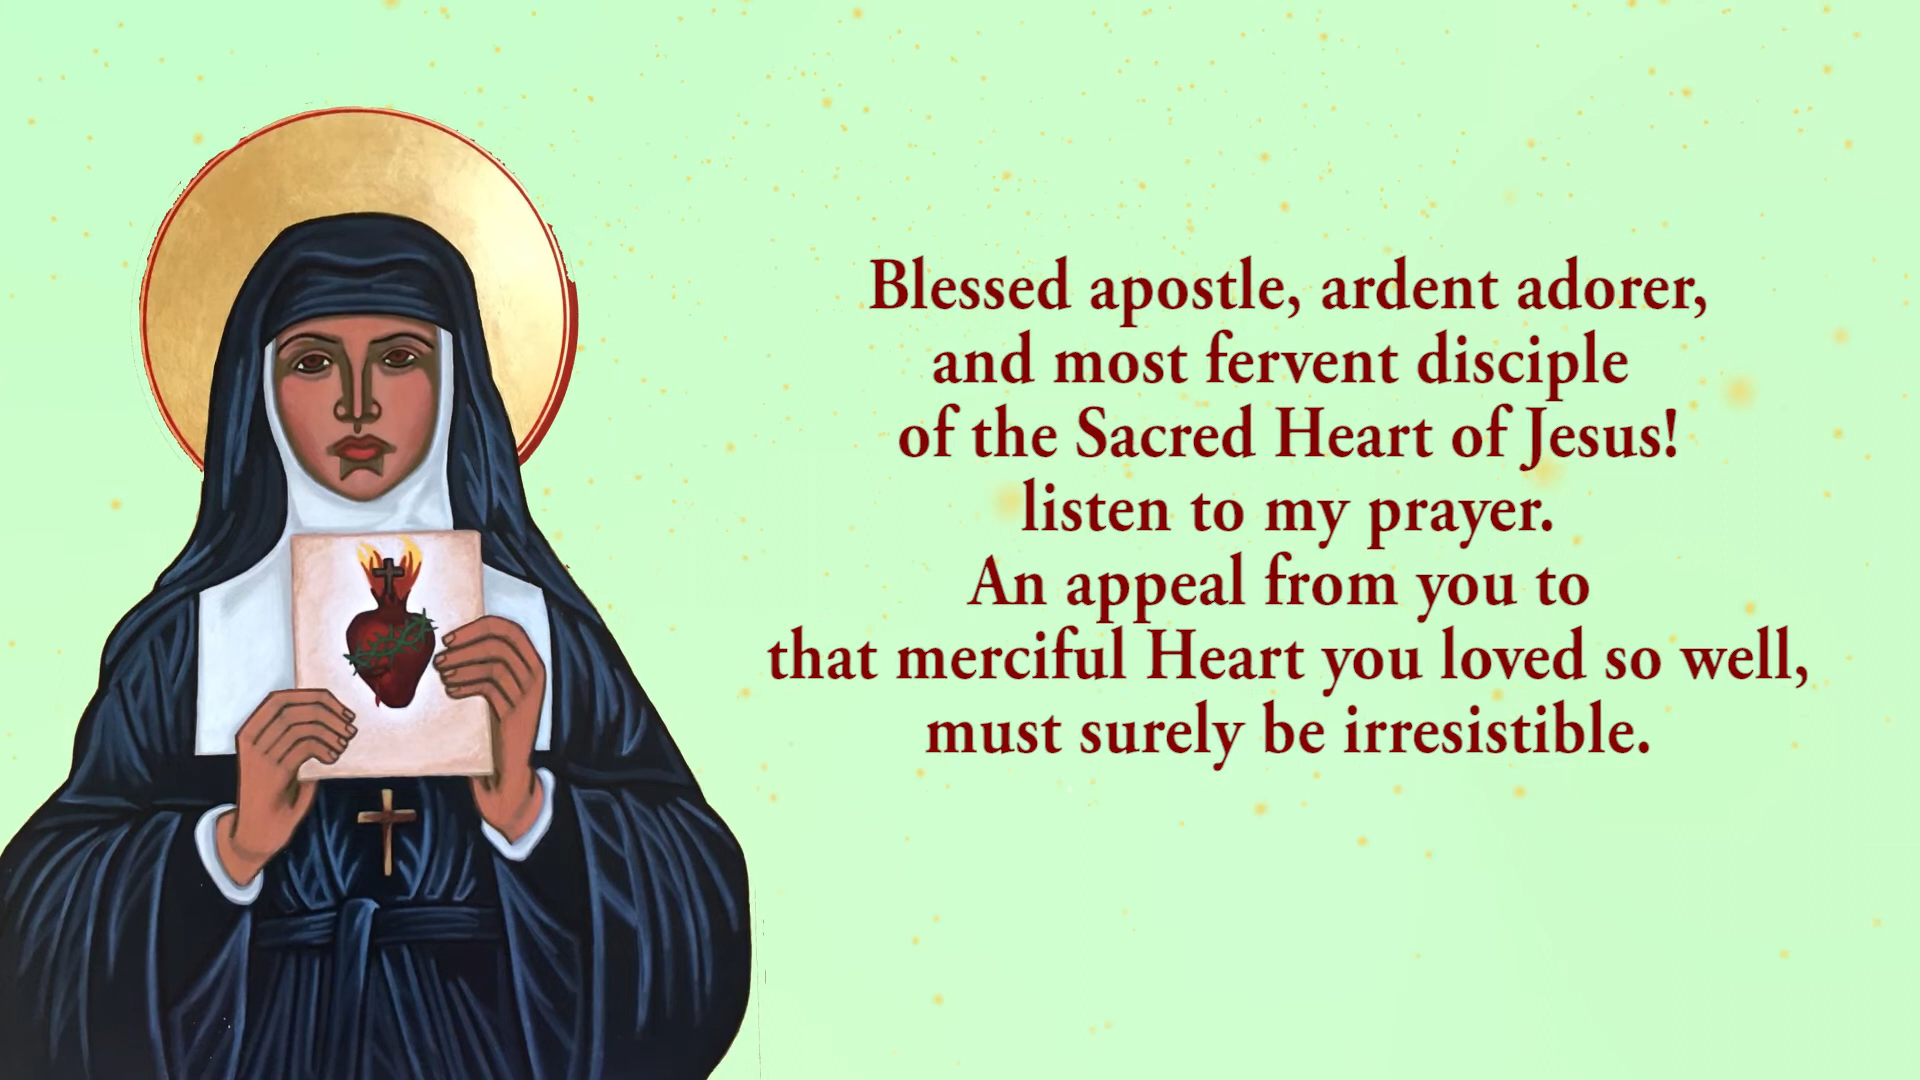 Blessed apostle, ardent adorer,
and most fervent disciple
of the Sacred Heart of Jesus!
listen to my prayer.
An appeal from you to
that merciful Heart you loved so well,
must surely be irresistible.